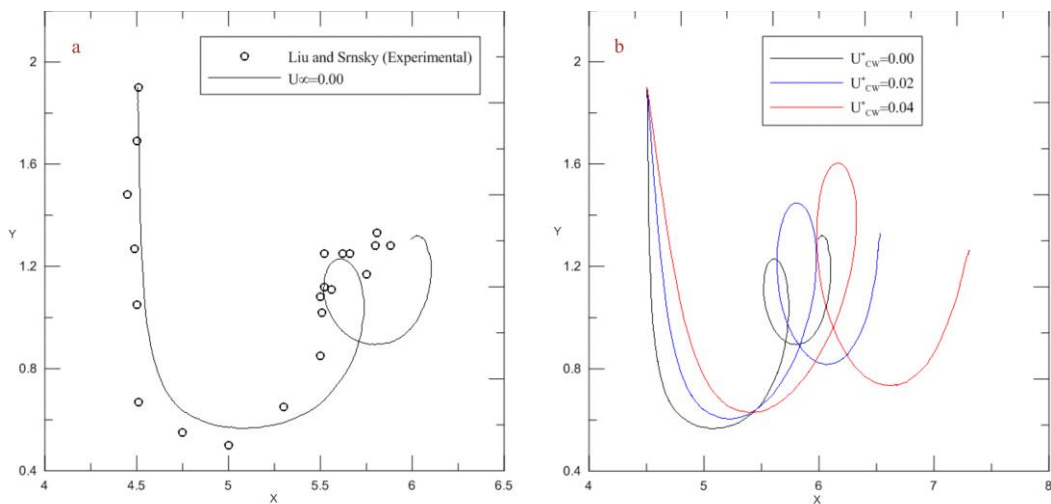 a
Liu and Srnsky (Experimental)
U∞=0.00
2
1.6
Y
1.2
0.8
0.4
4
4.5
5
5.5
6
6.5
X
b
U*CW=0.00
U*CW=0.02
U*CW=0.04
2
1.6
Y
1.2
0.8
0.4
4
5
6
7
8
X